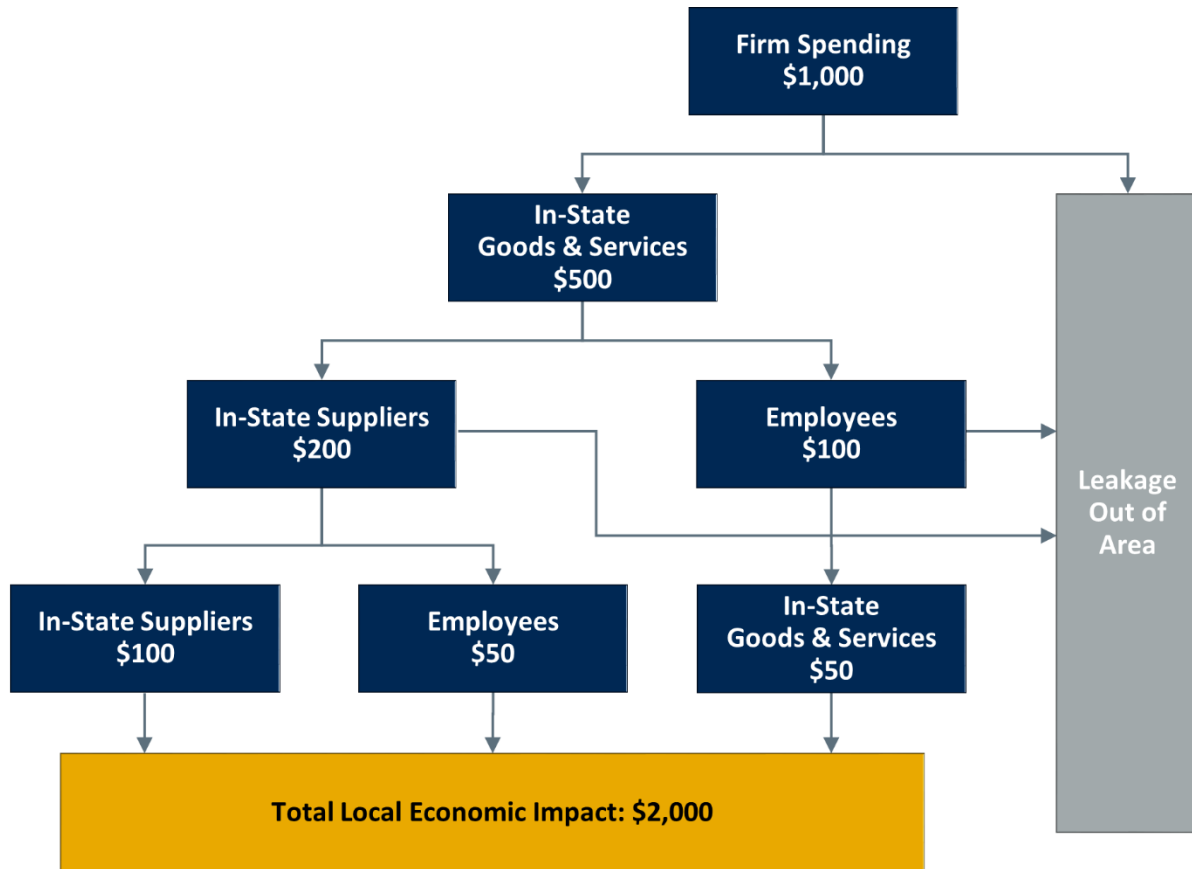 Firm Spending
$1,000
In-State
Goods & Services
$500
In-State Suppliers
$200
Employees
$100
Leakage
Out of
Area
In-State Suppliers
$100
Employees
$50
In-State
Goods & Services
$50
Total Local Economic Impact: $2,000